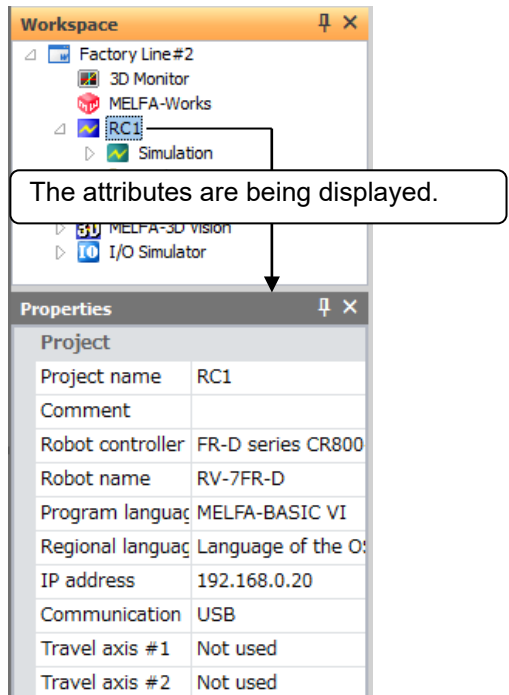 Workspace
Factory Line#2
3D Monitor
MELFA-Works
RC1
Simulation
The attributes are being displayed.
MELFA-3D Vision
I/O Simulator
Properties
Project
Project name RC1
Comment
Robot controller FR-D series CR800
Robot name RV-7FR-D
Program languag MELFA-BASIC VI
Regional languag Language of the O
IP address 192.168.0.20
Communication USB
Travel axis #1 Not used
Travel axis #2 Not used